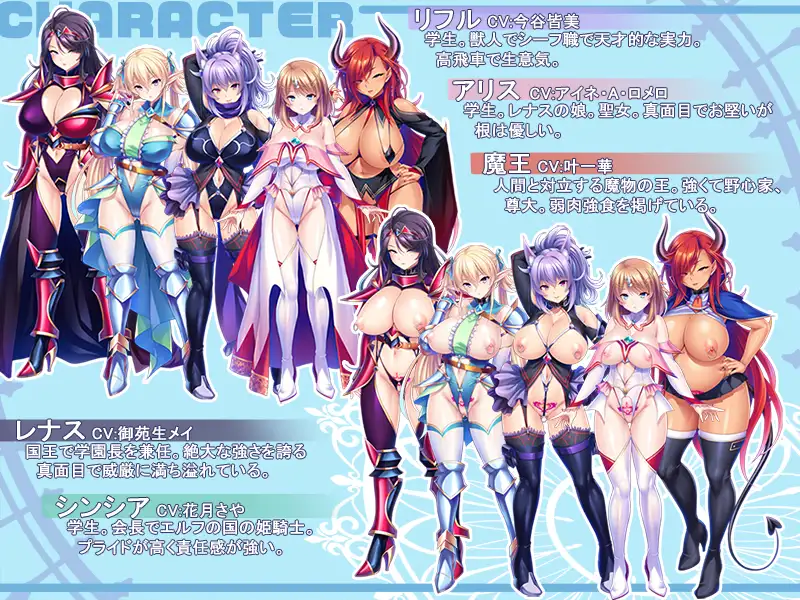 CHARACTER
リフル CV:今谷皆美
学生。獣人でシーフ職で天才的な実力。
高飛車で生意気。
アリス CV:アイネ・A・ロメロ
学生。レナスの娘。聖女。真面目でお堅いが
根は優しい。
魔王 CV:叶一華
人間と対立する魔物の王。強くて野心家、
尊大。弱肉強食を掲げている。
レナス CV:御苑生メイ
国王で学園長を兼任。絶大な強さを誇る
真面目で威厳に満ち溢れている。
シンシア CV:花月さや
学生。会長でエルフの国の姫騎士。
プライドが高く責任感が強い。